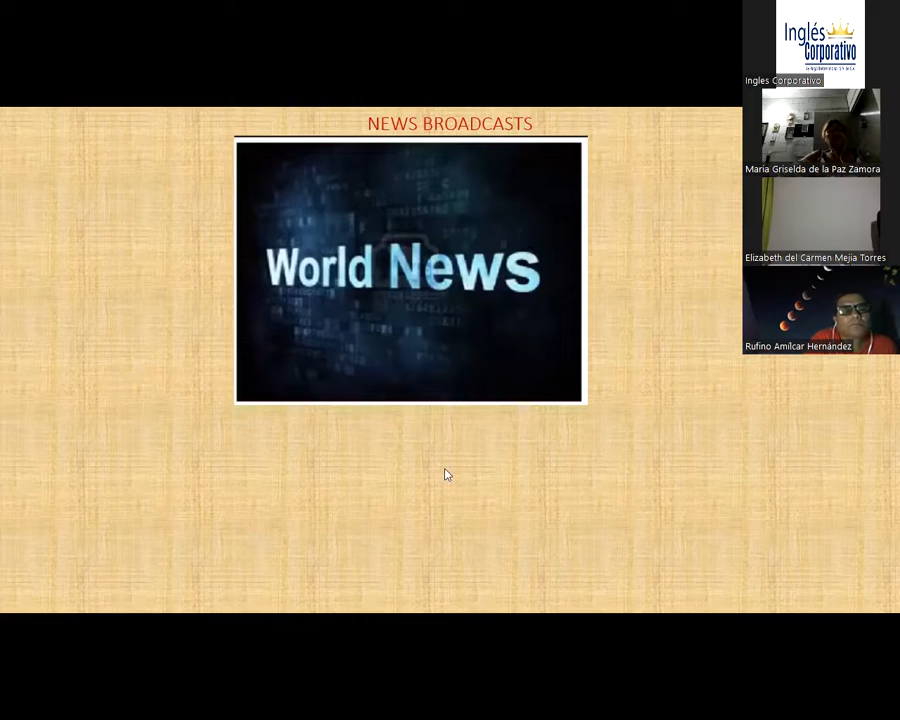 NEWS BROADCASTS
World News
Inglés
Corporativo
Ingles Corporativo
Maria Griselda de la Paz Zamora
Elizabeth del Carmen Mejia Torres
Rufino Amílcar Hernández